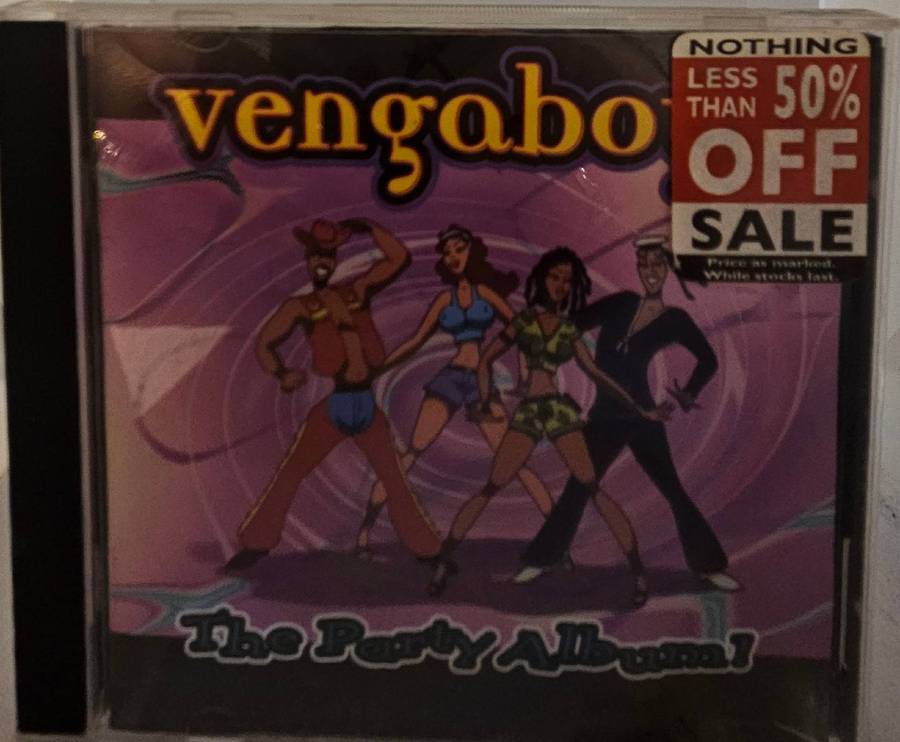 vengabo
NOTHING
LESS
THAN
50%
OFF
SALE
Price as marked.
While stocks last.
The Party Album!